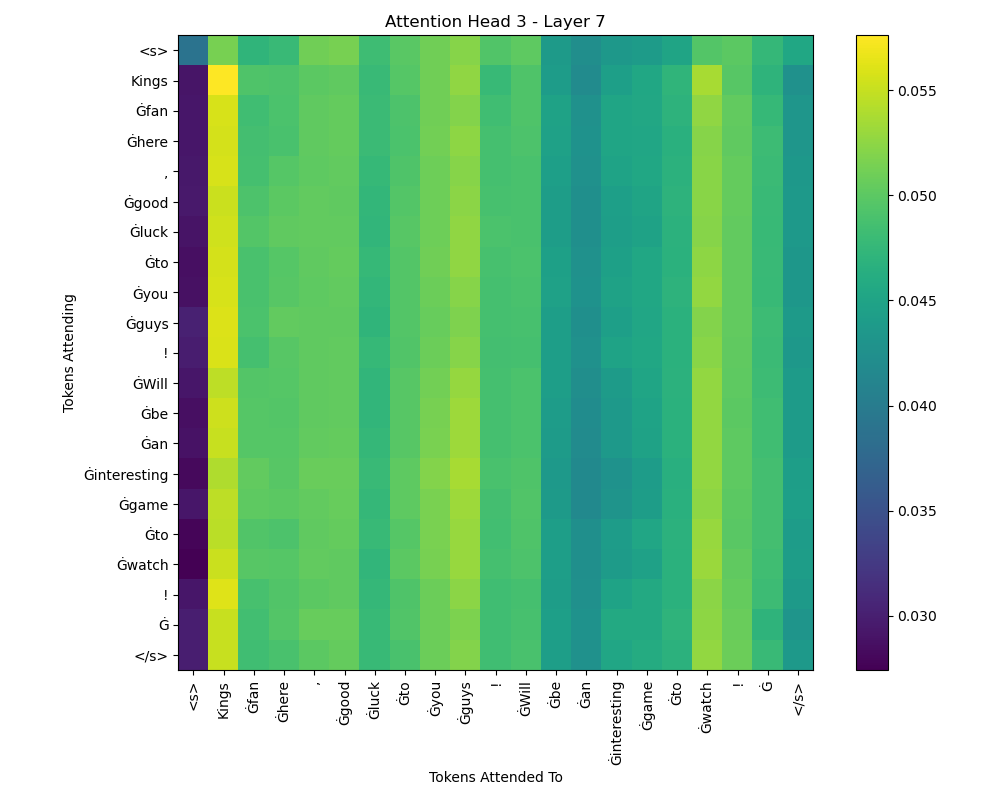 Attention Head 3 - Layer 7
Tokens Attending
<s>
Kings
Ġfan
Ġhere
,
Ġgood
Ġluck
Ġto
Ġyou
Ġguys
!
ĠWill
Ġbe
Ġan
Ġinteresting
Ġgame
Ġto
Ġwatch
!
Ġ
</s>
<s>
Kings
Ġfan
Ġhere
,
Ġgood
Ġluck
Ġto
Ġyou
Ġguys
!
ĠWill
Ġbe
Ġan
Ġinteresting
Ġgame
Ġto
Ġwatch
!
Ġ
</s>
Tokens Attended To
0.055
0.050
0.045
0.040
0.035
0.030